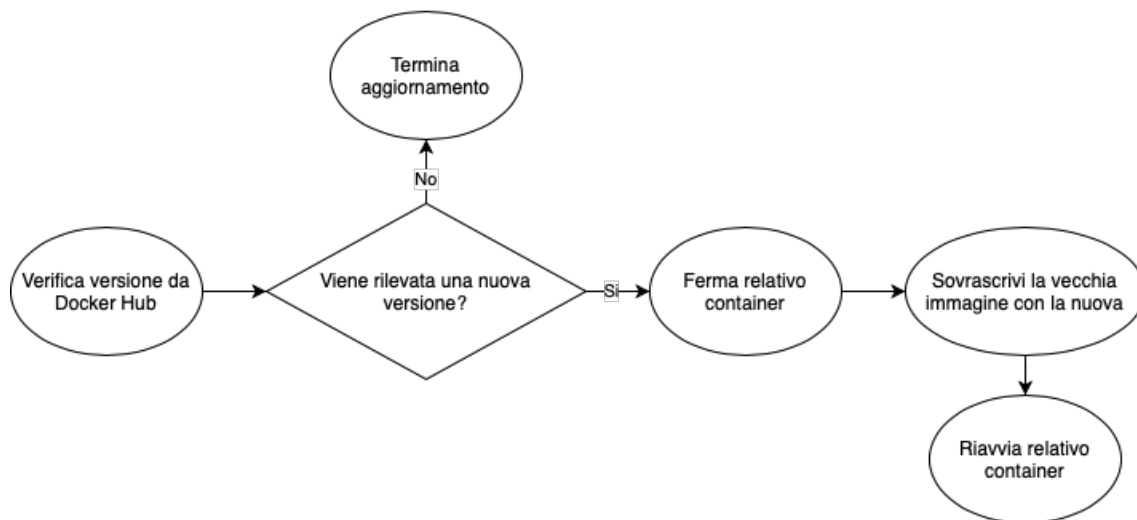 Termina
aggiornamento
No
Verifica versione da
Docker Hub
Viene rilevata una nuova
versione?
Si
Ferma relativo
container
Sovrascrivi la vecchia
immagine con la nuova
Riavvia relativo
container